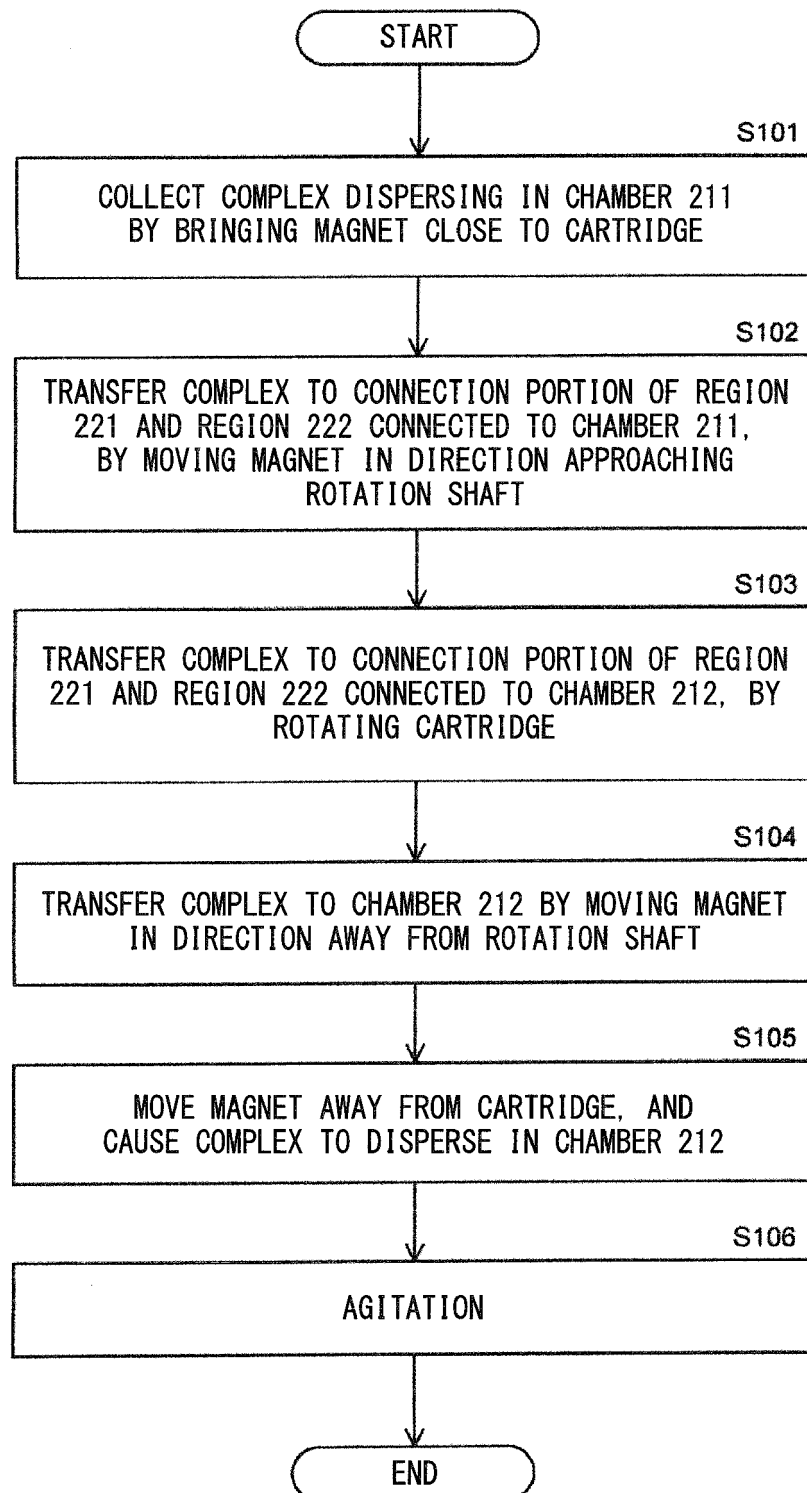 START
S101
COLLECT COMPLEX DISPERSING IN CHAMBER 211
BY BRINGING MAGNET CLOSE TO CARTRIDGE
S102
TRANSFER COMPLEX TO CONNECTION PORTION OF REGION
221 AND REGION 222 CONNECTED TO CHAMBER 211,
BY MOVING MAGNET IN DIRECTION APPROACHING
ROTATION SHAFT
S103
TRANSFER COMPLEX TO CONNECTION PORTION OF REGION
221 AND REGION 222 CONNECTED TO CHAMBER 212, BY
ROTATING CARTRIDGE
S104
TRANSFER COMPLEX TO CHAMBER 212 BY MOVING MAGNET
IN DIRECTION AWAY FROM ROTATION SHAFT
S105
MOVE MAGNET AWAY FROM CARTRIDGE, AND
CAUSE COMPLEX TO DISPERSE IN CHAMBER 212
S106
AGITATION
END